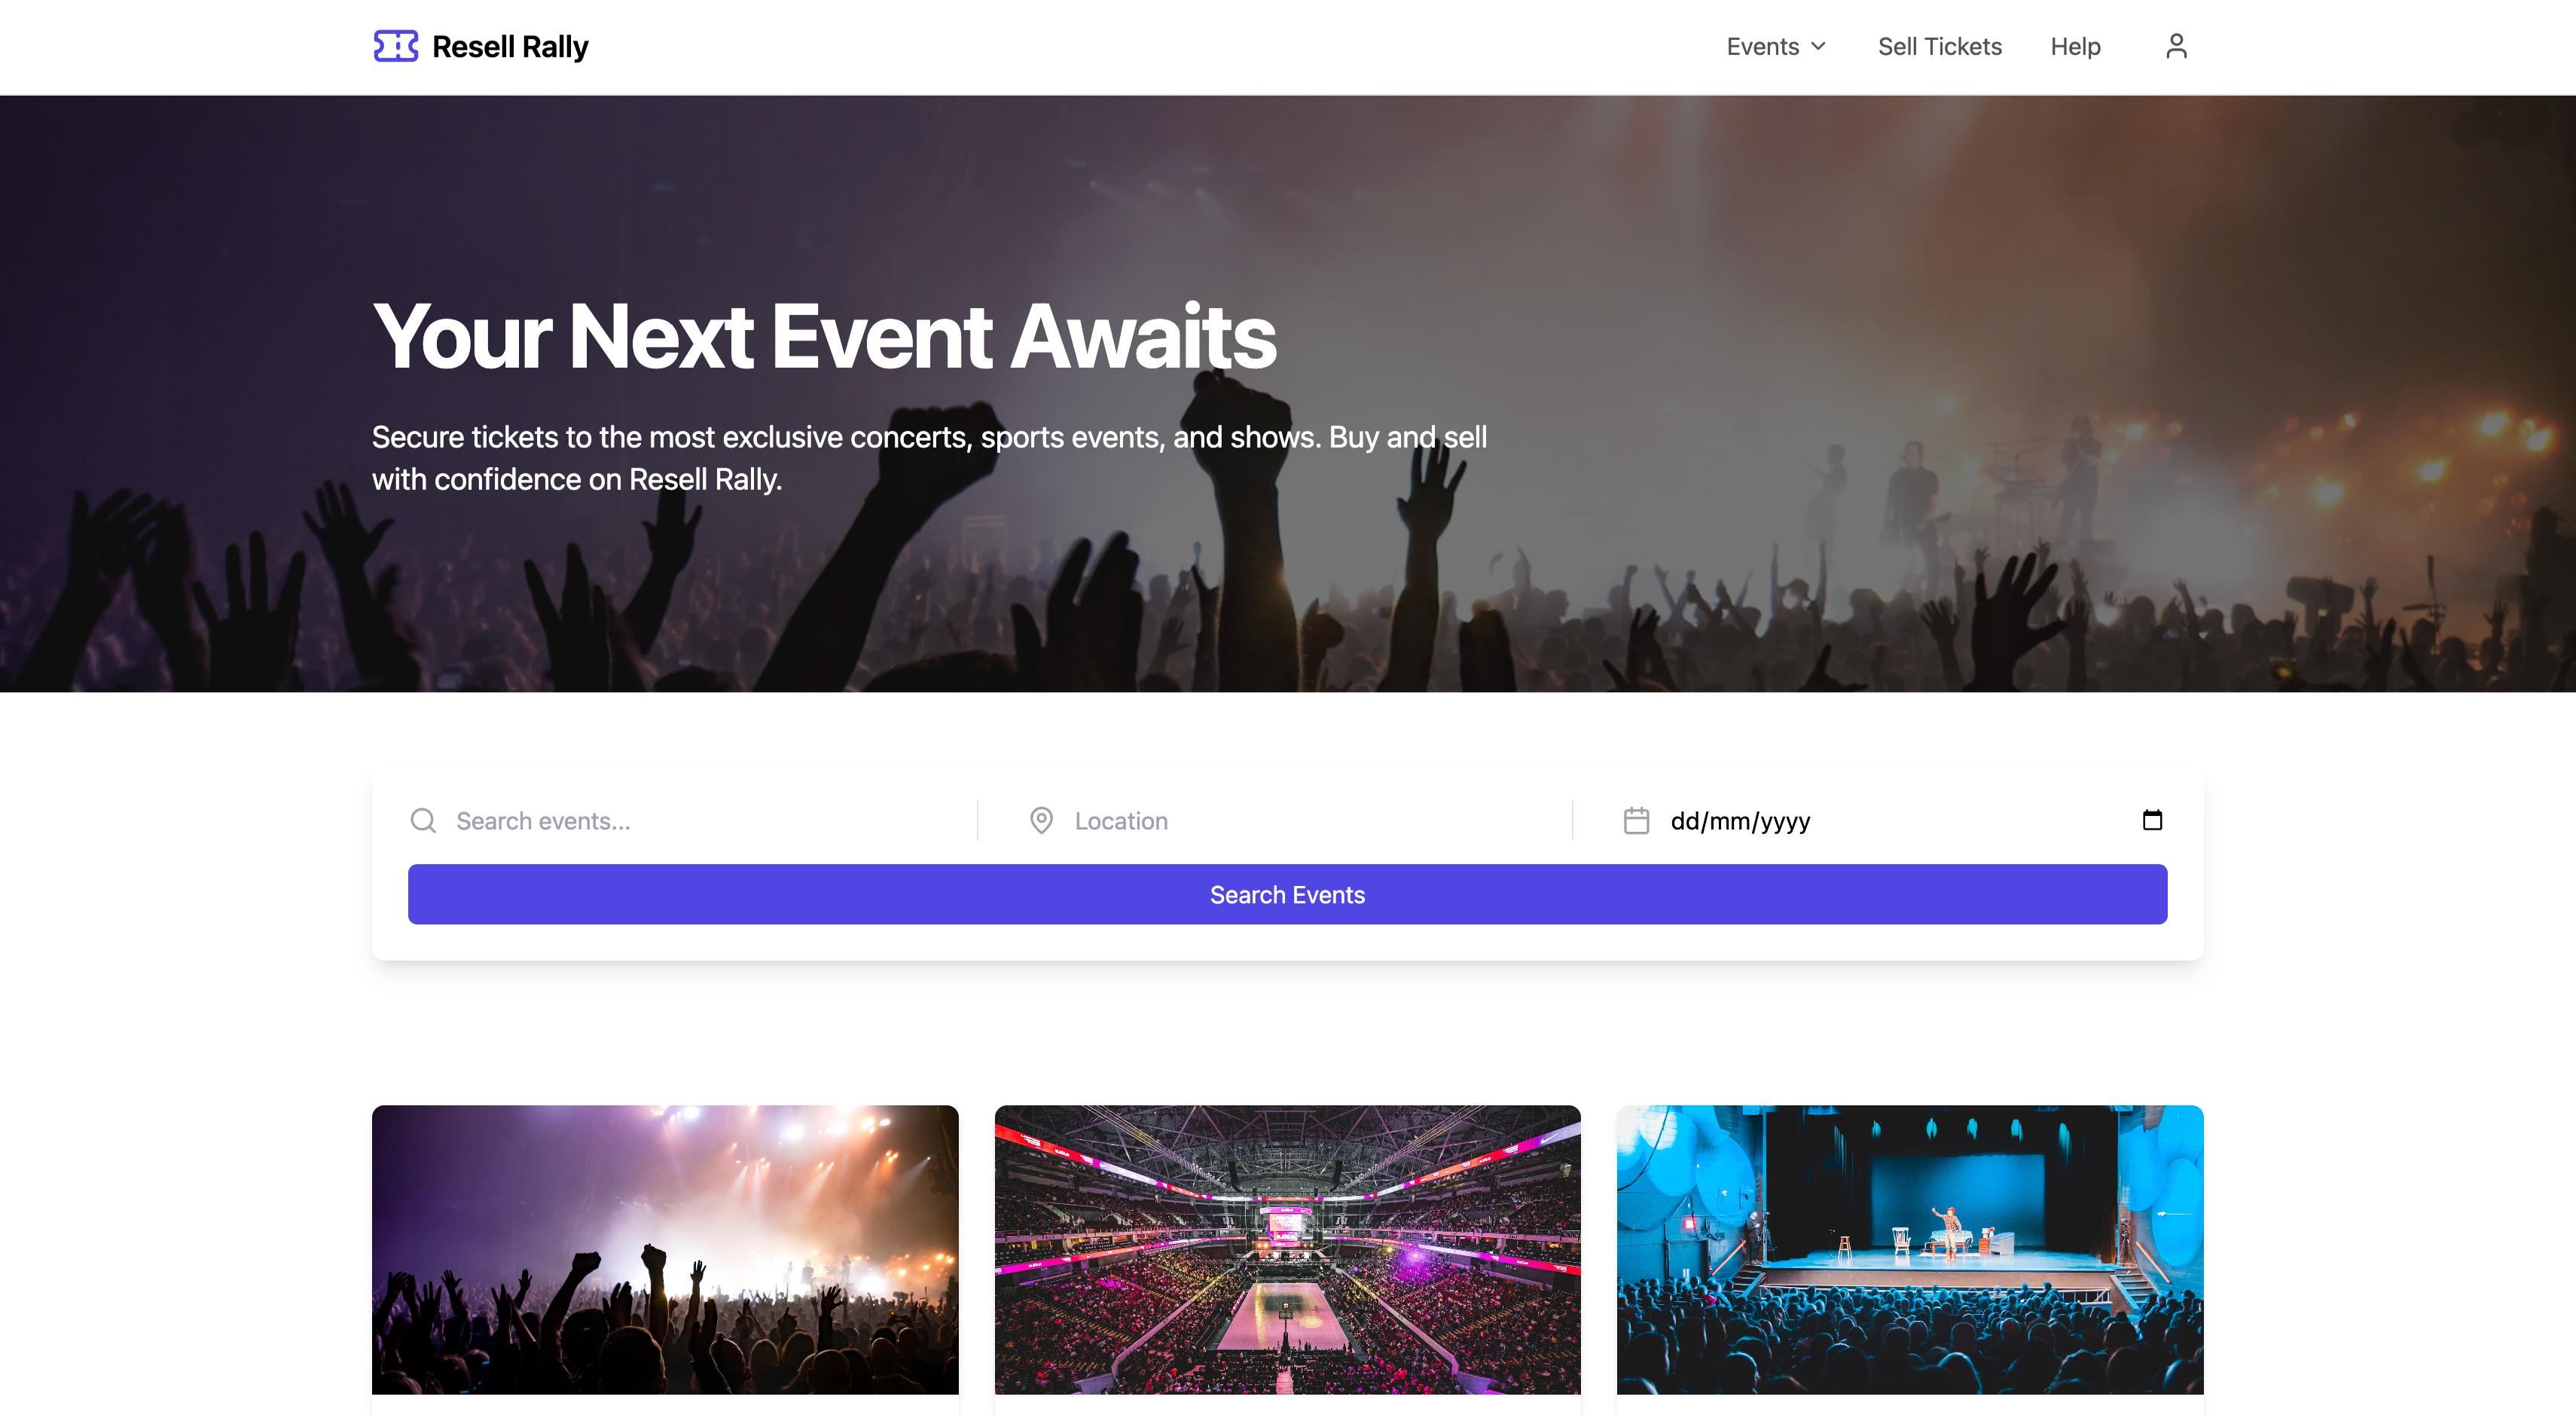 Resell Rally
Events
Sell Tickets
Help
Your Next Event Awaits
Secure tickets to the most exclusive concerts, sports events, and shows. Buy and sell
with confidence on Resell Rally.
Search events...
Location
dd/mm/yyyy
Search Events